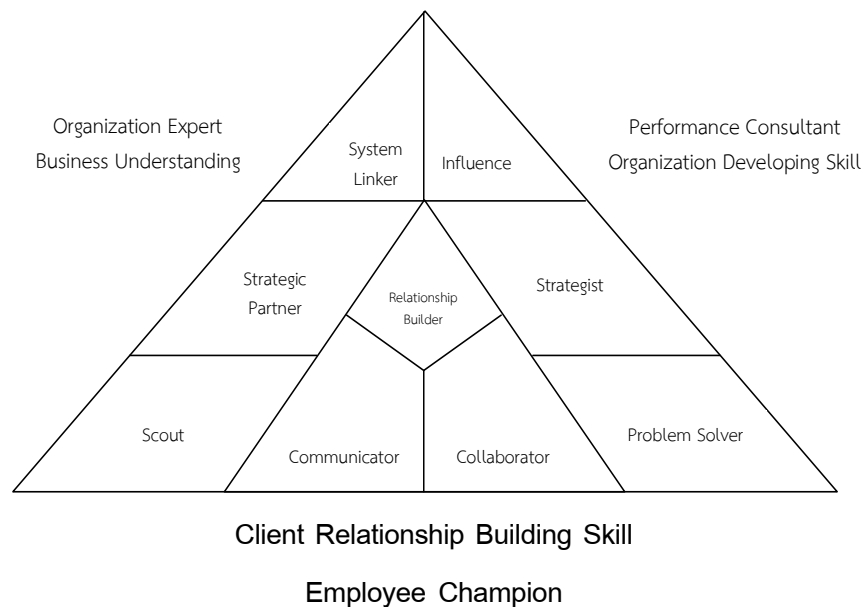 Organization Expert
Business Understanding
Performance Consultant
Organization Developing Skill
System
Linker
Influence
Strategic
Partner
Relationship
Builder
Strategist
Scout
Communicator
Collaborator
Problem Solver
Client Relationship Building Skill
Employee Champion